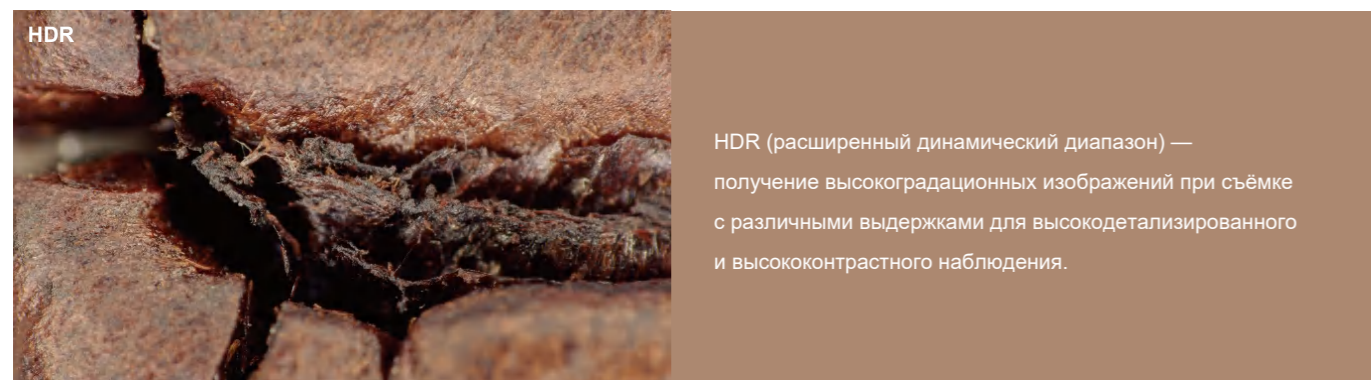 HDR
HDR (расширенный динамический диапазон) —
получение высокоградационных изображений при съёмке
с различными выдержками для высокодетализированного
и высококонтрастного наблюдения.